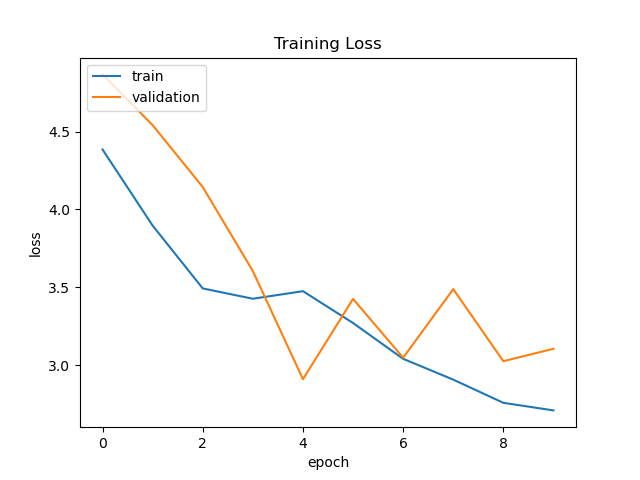 Training Loss
train
validation
4.5
4.0
3.5
3.0
loss
0 2 4 6 8
epoch